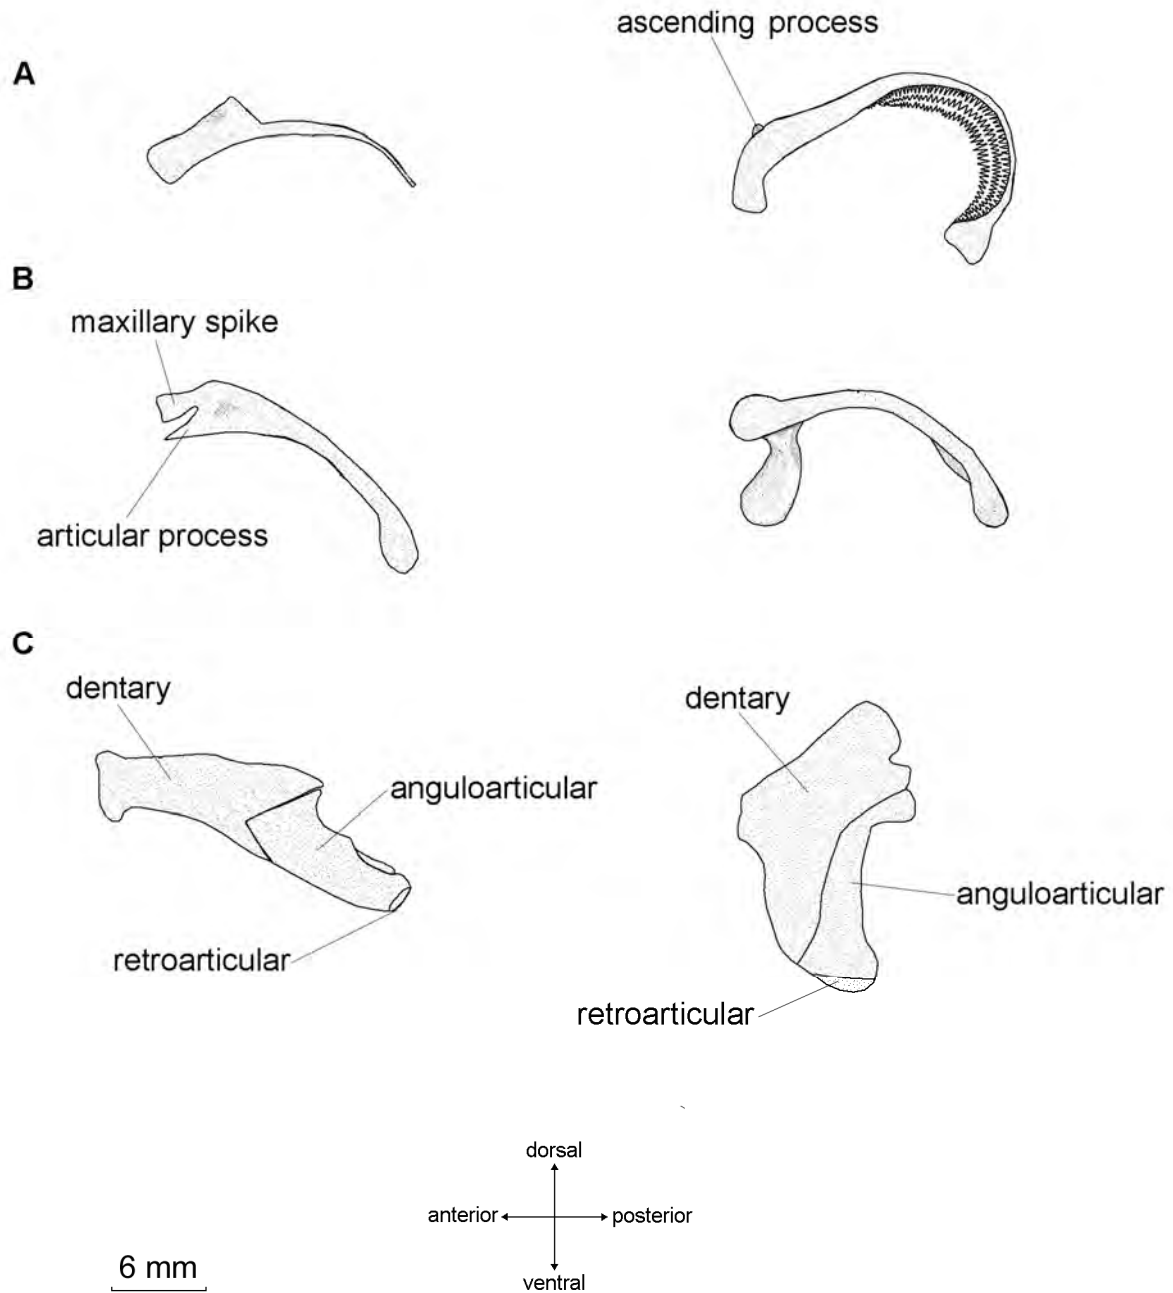 ascending process
A
B
maxillary spike
articular process
C
dentary
dentary
anguloarticular
anguloarticular
retroarticular
retroarticular
dorsal
anterior posterior
ventral
6 mm